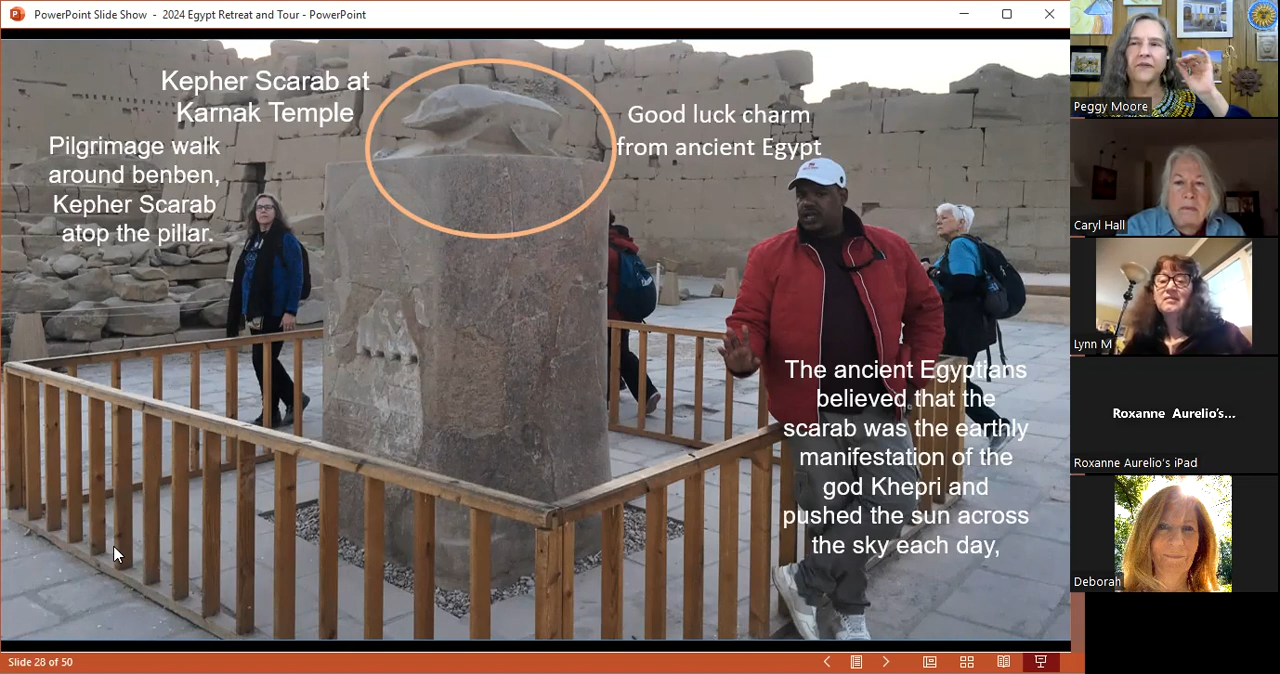 PowerPoint Slide Show - 2024 Egypt Retreat and Tour - PowerPoint
Kepher Scarab at
Karnak Temple
Pilgrimage walk
around benben,
Kepher Scarab
atop the pillar.
Good luck charm
from ancient Egypt
The ancient Egyptians
believed that the
scarab was the earthly
manifestation of the
god Khepri and
pushed the sun across
the sky each day,
Peggy Moore
Caryl Hall
Lynn M
Roxanne Aurelio's...
Roxanne Aurelio's iPad
Deborah
Slide 28 of 50